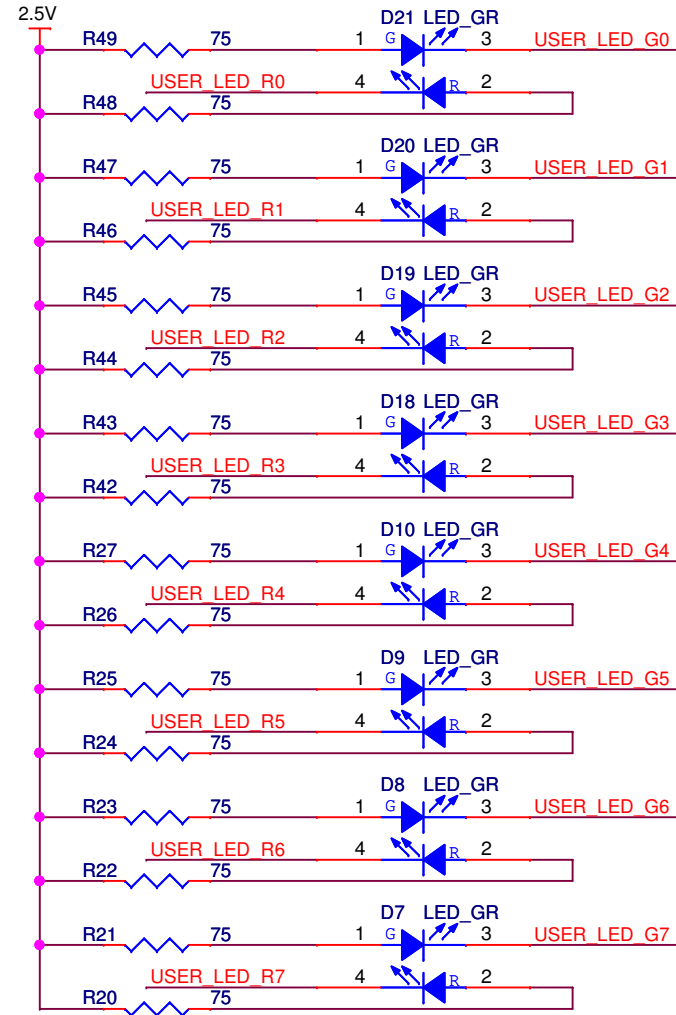 2.5V
D21 LED_GR
R49 75 1 G 3 USER_LED_G0
USER_LED_R0 4 R 2
R48 75
D20 LED_GR
R47 75 1 G 3 USER_LED_G1
USER_LED_R1 4 R 2
R46 75
D19 LED_GR
R45 75 1 G 3 USER_LED_G2
USER_LED_R2 4 R 2
R44 75
D18 LED_GR
R43 75 1 G 3 USER_LED_G3
USER_LED_R3 4 R 2
R42 75
D10 LED_GR
R27 75 1 G 3 USER_LED_G4
USER_LED_R4 4 R 2
R26 75
D9 LED_GR
R25 75 1 G 3 USER_LED_G5
USER_LED_R5 4 R 2
R24 75
D8 LED_GR
R23 75 1 G 3 USER_LED_G6
USER_LED_R6 4 R 2
R22 75
D7 LED_GR
R21 75 1 G 3 USER_LED_G7
USER_LED_R7 4 R 2
R20 75